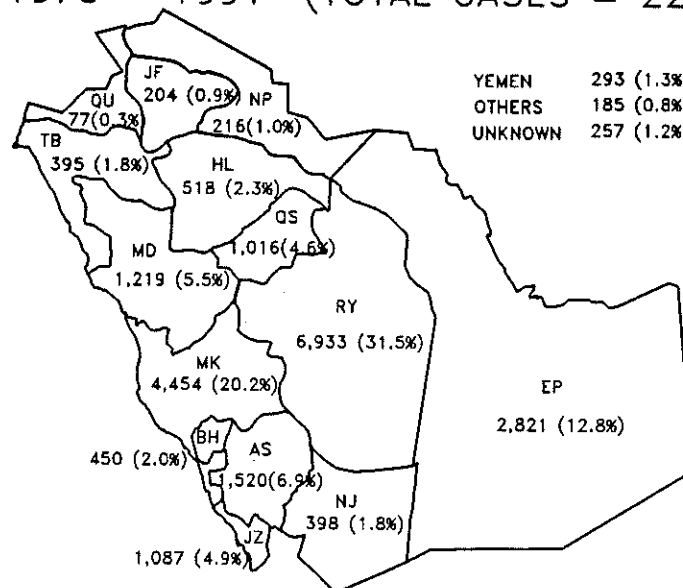 (TOTAL CASES =
JF
204 (0.9%)
NP
216(1.0%)
QU
77(0.3%
TB
395 (1.8%)
HL
518 (2.3%)
QS
1,016(4.6%)
MD
1,219 (5.5%)
RY
6,933 (31.5%)
MK
4,454 (20.2%)
EP
2,821 (12.8%)
BH
450 (2.0%)
AS
1,520(6.9%)
NJ
398 (1.8%)
JZ
1,087 (4.9%)
YEMEN 293 (1.3%
OTHERS 185 (0.8%
UNKNOWN 257 (1.2%